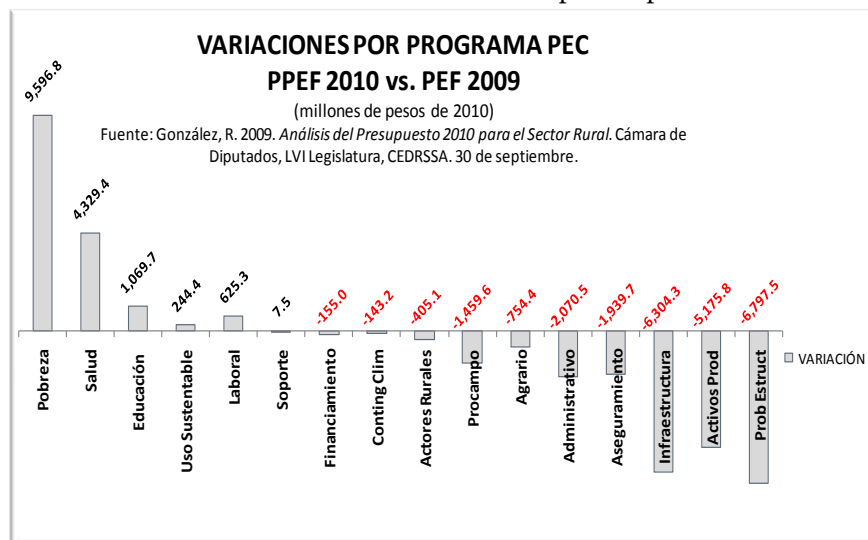 VARIACIONES POR PROGRAMA PEC
PPEF 2010 vs. PEF 2009
(millones de pesos de 2010)
Fuente: González, R. 2009. Análisis del Presupuesto 2010 para el Sector Rural. Cámara de
Diputados, LVI Legislatura, CEDRSSA. 30 de septiembre.
9,596.8
4,329.4
1,069.7
244.4
625.3
7.5
-155.0
-143.2
-405.1
-1,459.6
-754.4
-2,070.5
-1,939.7
-6,304.3
-5,175.8
-6,797.5
Pobreza
Salud
Educación
Uso Sustentable
Laboral
Soporte
Financiamiento
Conting Clim
Actores Rurales
Procampo
Agrario
Administrativo
Aseguramiento
Infraestructura
Activos Prod
Prob Estruct
VARIACIÓN